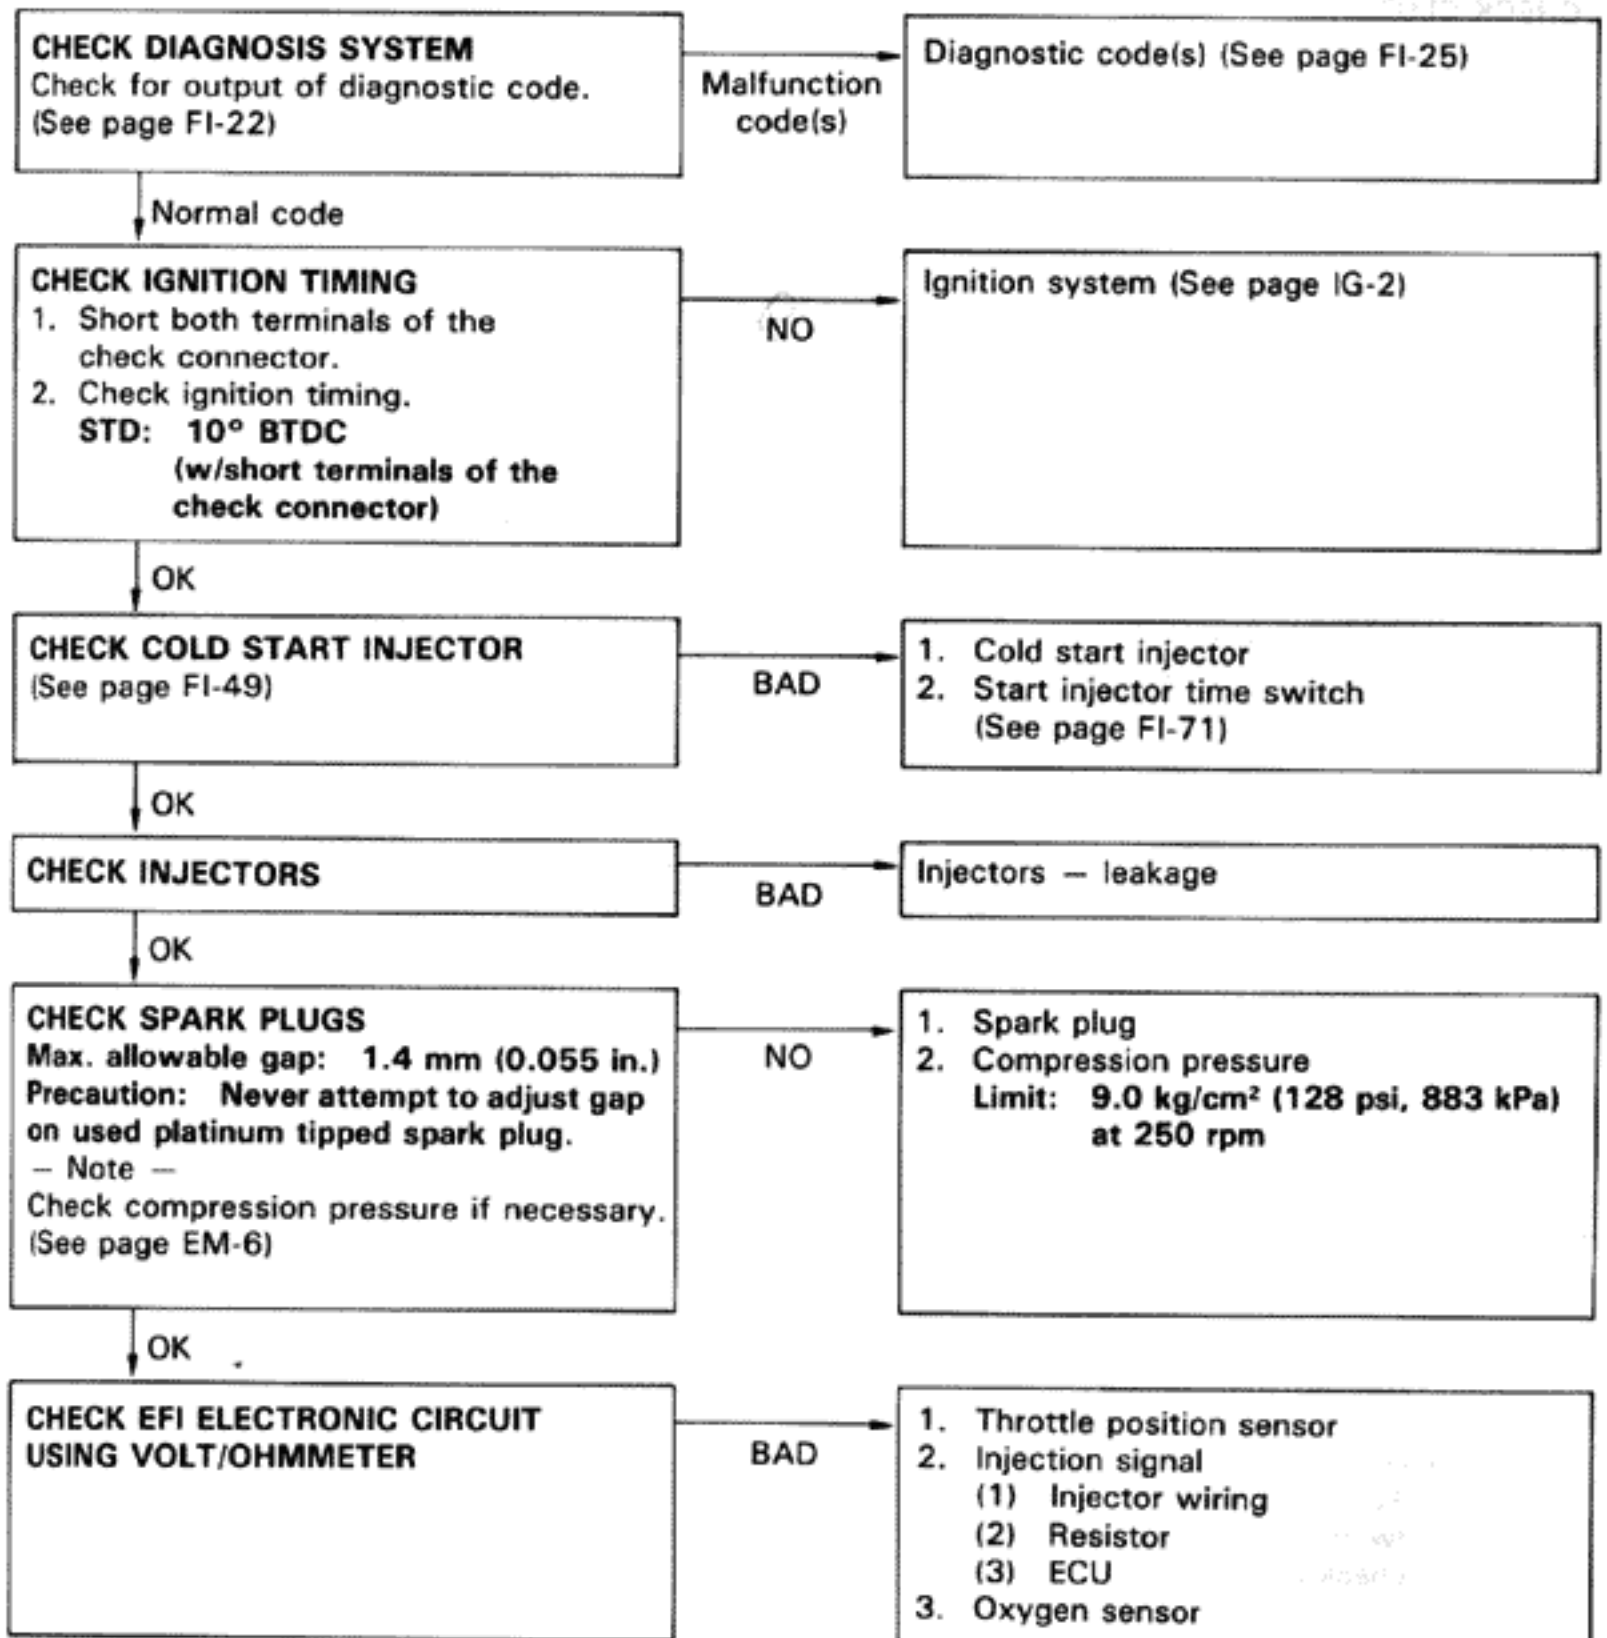 CHECK DIAGNOSIS SYSTEM
Check for output of diagnostic code.
(See page FI-22)
Malfunction
code(s)
Diagnostic code(s) (See page FI-25)
Normal code
CHECK IGNITION TIMING
1. Short both terminals of the
check connector.
2. Check ignition timing.
STD: 10° BTDC
(w/short terminals of the
check connector)
NO
Ignition system (See page IG-2)
OK
CHECK COLD START INJECTOR
(See page FI-49)
BAD
1. Cold start injector
2. Start injector time switch
(See page FI-71)
OK
CHECK INJECTORS
BAD
Injectors — leakage
OK
CHECK SPARK PLUGS
Max. allowable gap: 1.4 mm (0.055 in.)
Precaution: Never attempt to adjust gap
on used platinum tipped spark plug.
— Note —
Check compression pressure if necessary.
(See page EM-6)
NO
1. Spark plug
2. Compression pressure
Limit: 9.0 kg/cm² (128 psi, 883 kPa)
at 250 rpm
OK
CHECK EFI ELECTRONIC CIRCUIT
USING VOLT/OHMMETER
BAD
1. Throttle position sensor
2. Injection signal
(1) Injector wiring
(2) Resistor
(3) ECU
3. Oxygen sensor